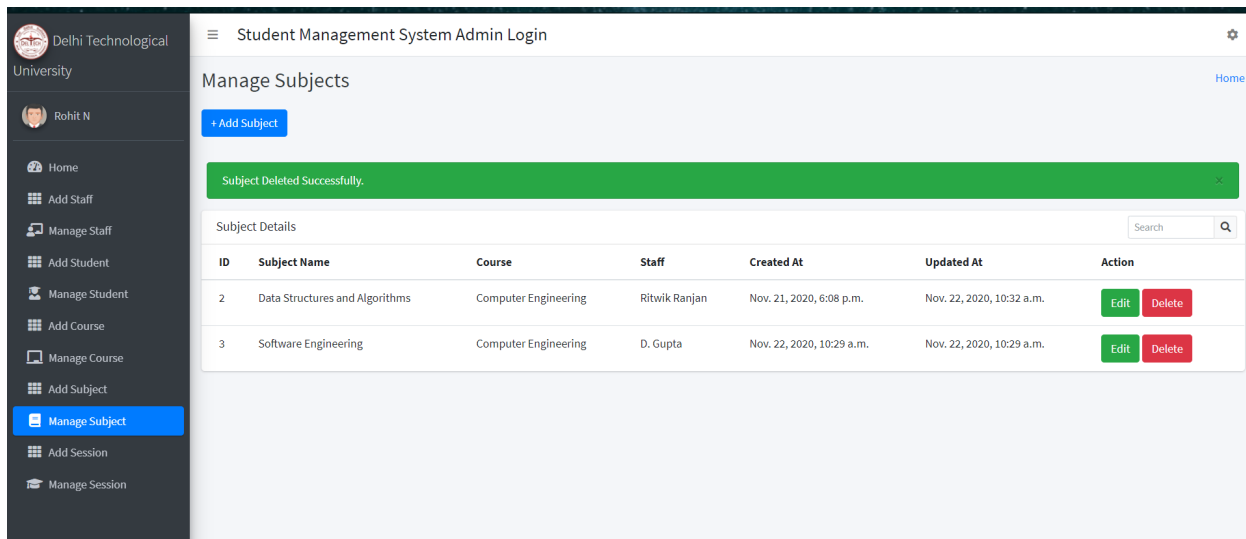 Delhi Technological
University
Rohit N
Home
Add Staff
Manage Staff
Add Student
Manage Student
Add Course
Manage Course
Add Subject
Manage Subject
Add Session
Manage Session
Student Management System Admin Login
Manage Subjects
Home
+ Add Subject
Subject Deleted Successfully. ×
Subject Details Search
ID Subject Name Course Staff Created At Updated At Action
2 Data Structures and Algorithms Computer Engineering Ritwik Ranjan Nov. 21, 2020, 6:08 p.m. Nov. 22, 2020, 10:32 a.m. Edit Delete
3 Software Engineering Computer Engineering D. Gupta Nov. 22, 2020, 10:29 a.m. Nov. 22, 2020, 10:29 a.m. Edit Delete